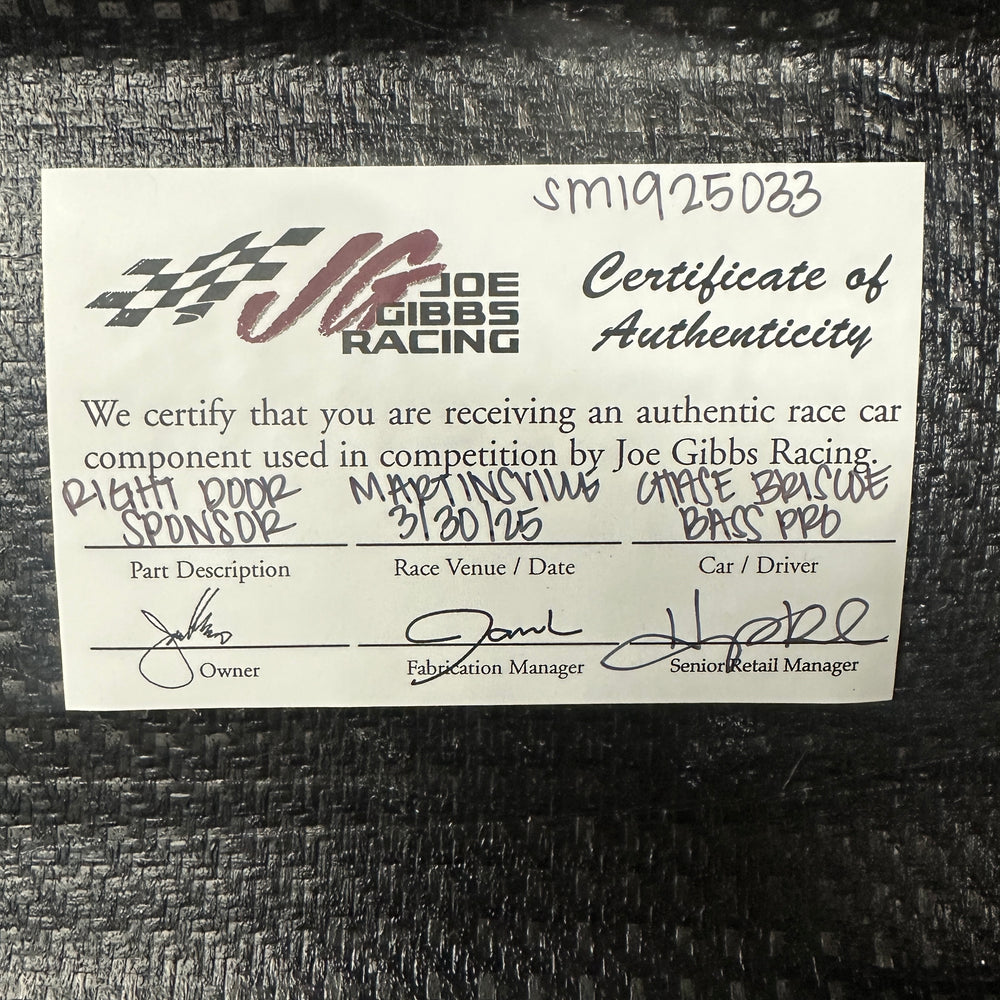 SM1925033
JG JOE
GIBBS
RACING
Certificate of
Authenticity
We certify that you are receiving an authentic race car
component used in competition by Joe Gibbs Racing.
RIGHT DOOR
SPONSOR
MARTINSVILLE
3/30/25
CHASE BRISCOE
BASS PRO
Part Description
Race Venue / Date
Car / Driver
Owner
Fabrication Manager
Senior Retail Manager